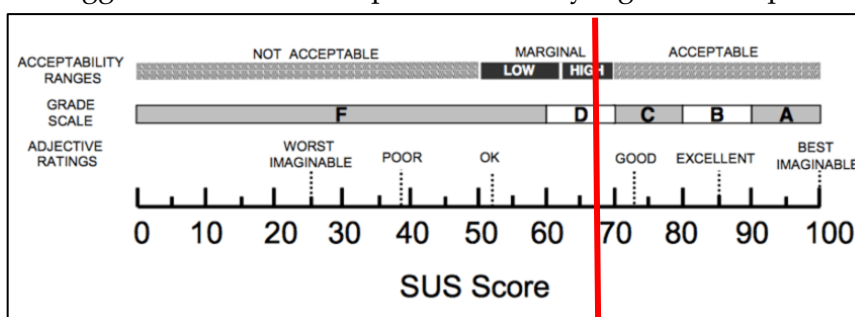 NOT ACCEPTABLE MARGINAL ACCEPTABLE
ACCEPTABILITY
RANGES
LOW HIGH
GRADE
SCALE
F D C B A
ADJECTIVE
RATINGS
WORST
IMAGINABLE
POOR OK GOOD EXCELLENT
BEST
IMAGINABLE
0 10 20 30 40 50 60 70 80 90 100
SUS Score